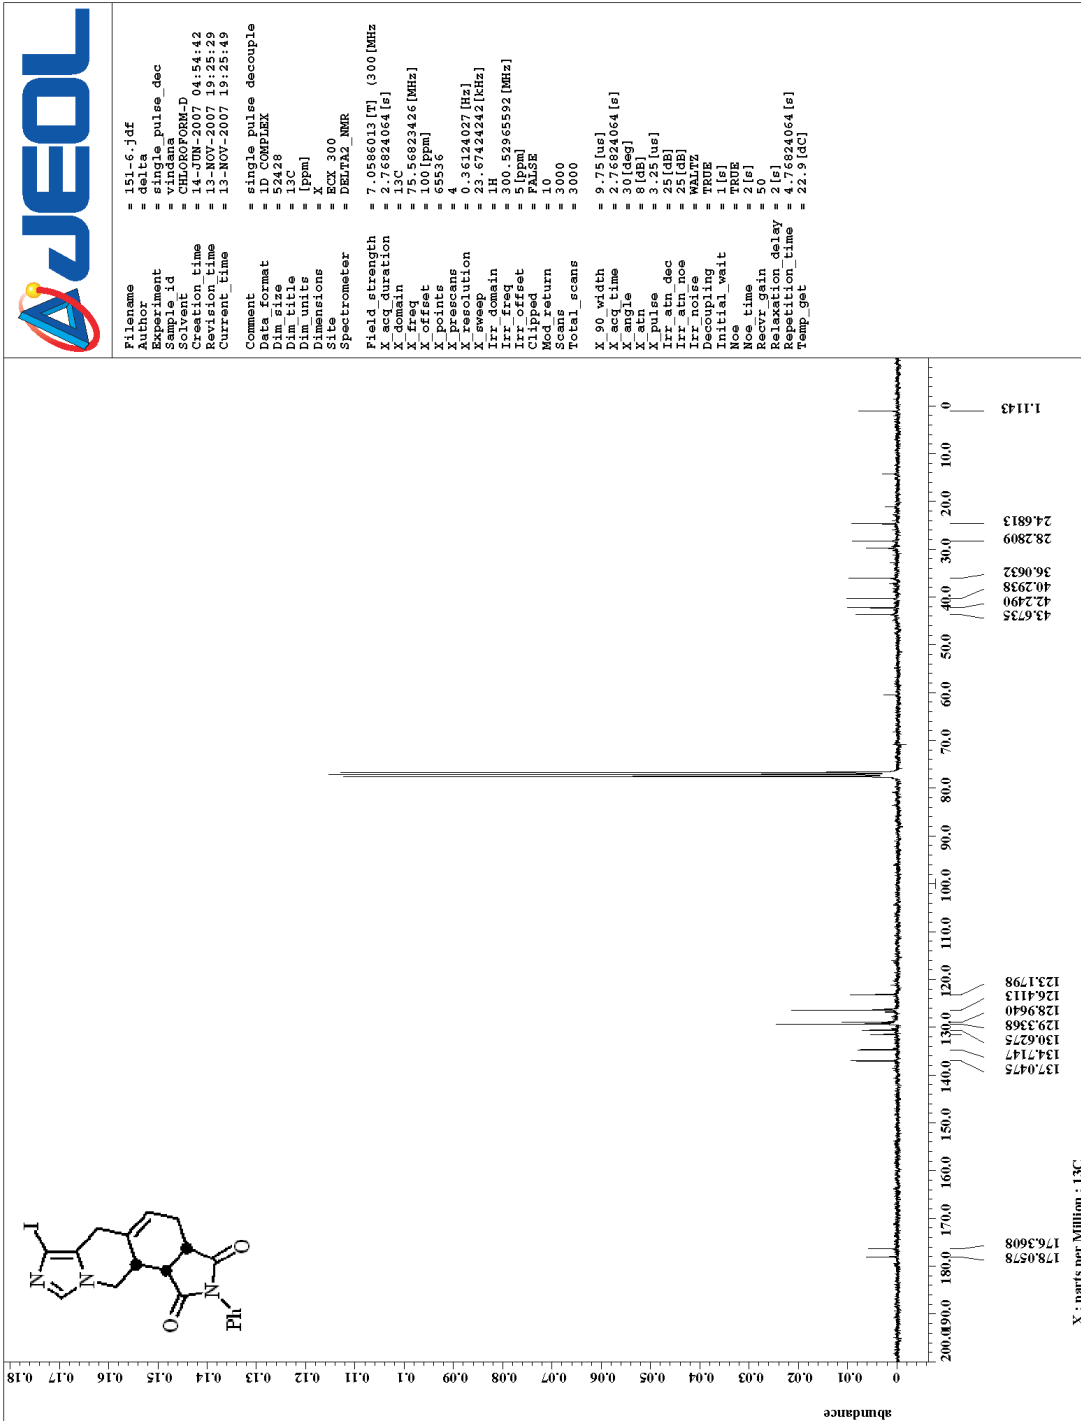 JEOL
Filename = 151-6.jdf
Author = delta
Experiment = single_pulse_dec
Sample_id = vindana
Solvent = CHLOROFORM-D
Creation_time = 14-JUN-2007 04:54:42
Revision_time = 13-NOV-2007 19:25:29
Current_time = 13-NOV-2007 19:25:49
Comment = single pulse decouple
Data_format = 1D COMPLEX
Dim_size = 52428
Dim_title = 13C
Dim_units = [ppm]
Dimensions = X
Site = ECX 300
Spectrometer = DELTA2_NMR
Field_strength = 7.0586013[T] (300[MHz
X_acq_duration = 2.76824064[s]
X_domain = 13C
X_freq = 75.56823426[MHz]
X_offset = 100[ppm]
X_points = 65536
X_prescans = 4
X_resolution = 0.36124027[Hz]
X_sweep = 23.67424242[kHz]
Irr_domain = 1H
Irr_freq = 300.52965592[MHz]
Irr_offset = 5[ppm]
Clipped = FALSE
Mod_return = 10
Scans = 3000
Total_scans = 3000
X_90_width = 9.75[us]
X_acq_time = 2.76824064[s]
X_angle = 30[deg]
X_atn = 8[dB]
X_pulse = 3.25[us]
Irr_atn_dec = 25[dB]
Irr_atn_noe = 25[dB]
Irr_noise = WALTZ
Decoupling = TRUE
Initial_wait = 1[s]
Noe = TRUE
Noe_time = 2[s]
Recvr_gain = 50
Relaxation_delay = 2[s]
Repetition_time = 4.76824064[s]
Temp_get = 22.9[dC]
I
N
N
O
N
O
Ph
abundance
0 0.01 0.02 0.03 0.04 0.05 0.06 0.07 0.08 0.09 0.1 0.11 0.12 0.13 0.14 0.15 0.16 0.17 0.18
200.0 190.0 180.0 170.0 160.0 150.0 140.0 130.0 120.0 110.0 100.0 90.0 80.0 70.0 60.0 50.0 40.0 30.0 20.0 10.0 0
178.0578
176.3608
137.0475
134.7147
130.6275
129.3368
128.9640
126.4113
123.1798
43.6735
42.2490
40.2938
36.0632
28.2809
24.6813
1.1143
X : parts per Million : 13C